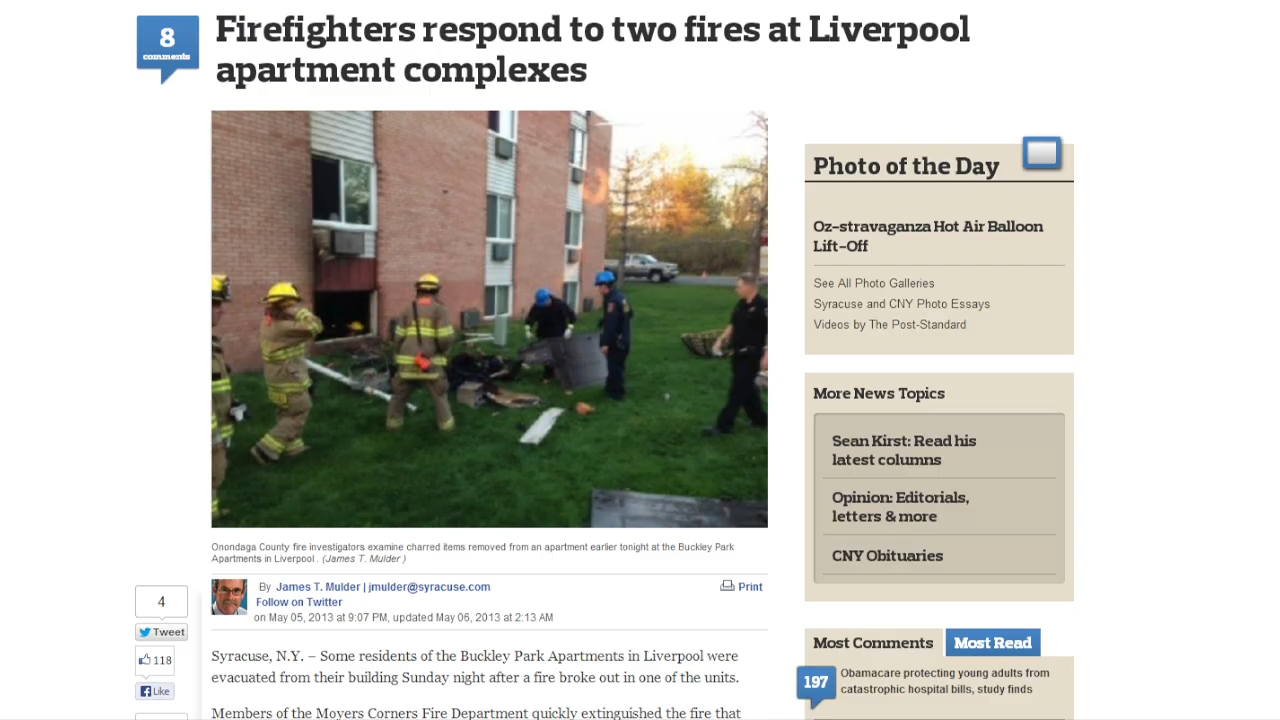 8
comments
Firefighters respond to two fires at Liverpool
apartment complexes
Onondaga County fire investigators examine charred items removed from an apartment earlier tonight at the Buckley Park
Apartments in Liverpool . (James T. Mulder )
By James T. Mulder | jmulder@syracuse.com
Follow on Twitter
on May 05, 2013 at 9:07 PM, updated May 06, 2013 at 2:13 AM
Print
4
Tweet
118
Like
Syracuse, N.Y. – Some residents of the Buckley Park Apartments in Liverpool were
evacuated from their building Sunday night after a fire broke out in one of the units.
Members of the Moyers Corners Fire Department quickly extinguished the fire that
Photo of the Day
Oz-stravaganza Hot Air Balloon
Lift-Off
See All Photo Galleries
Syracuse and CNY Photo Essays
Videos by The Post-Standard
More News Topics
Sean Kirst: Read his
latest columns
Opinion: Editorials,
letters & more
CNY Obituaries
Most Comments
Most Read
197
Obamacare protecting young adults from
catastrophic hospital bills, study finds